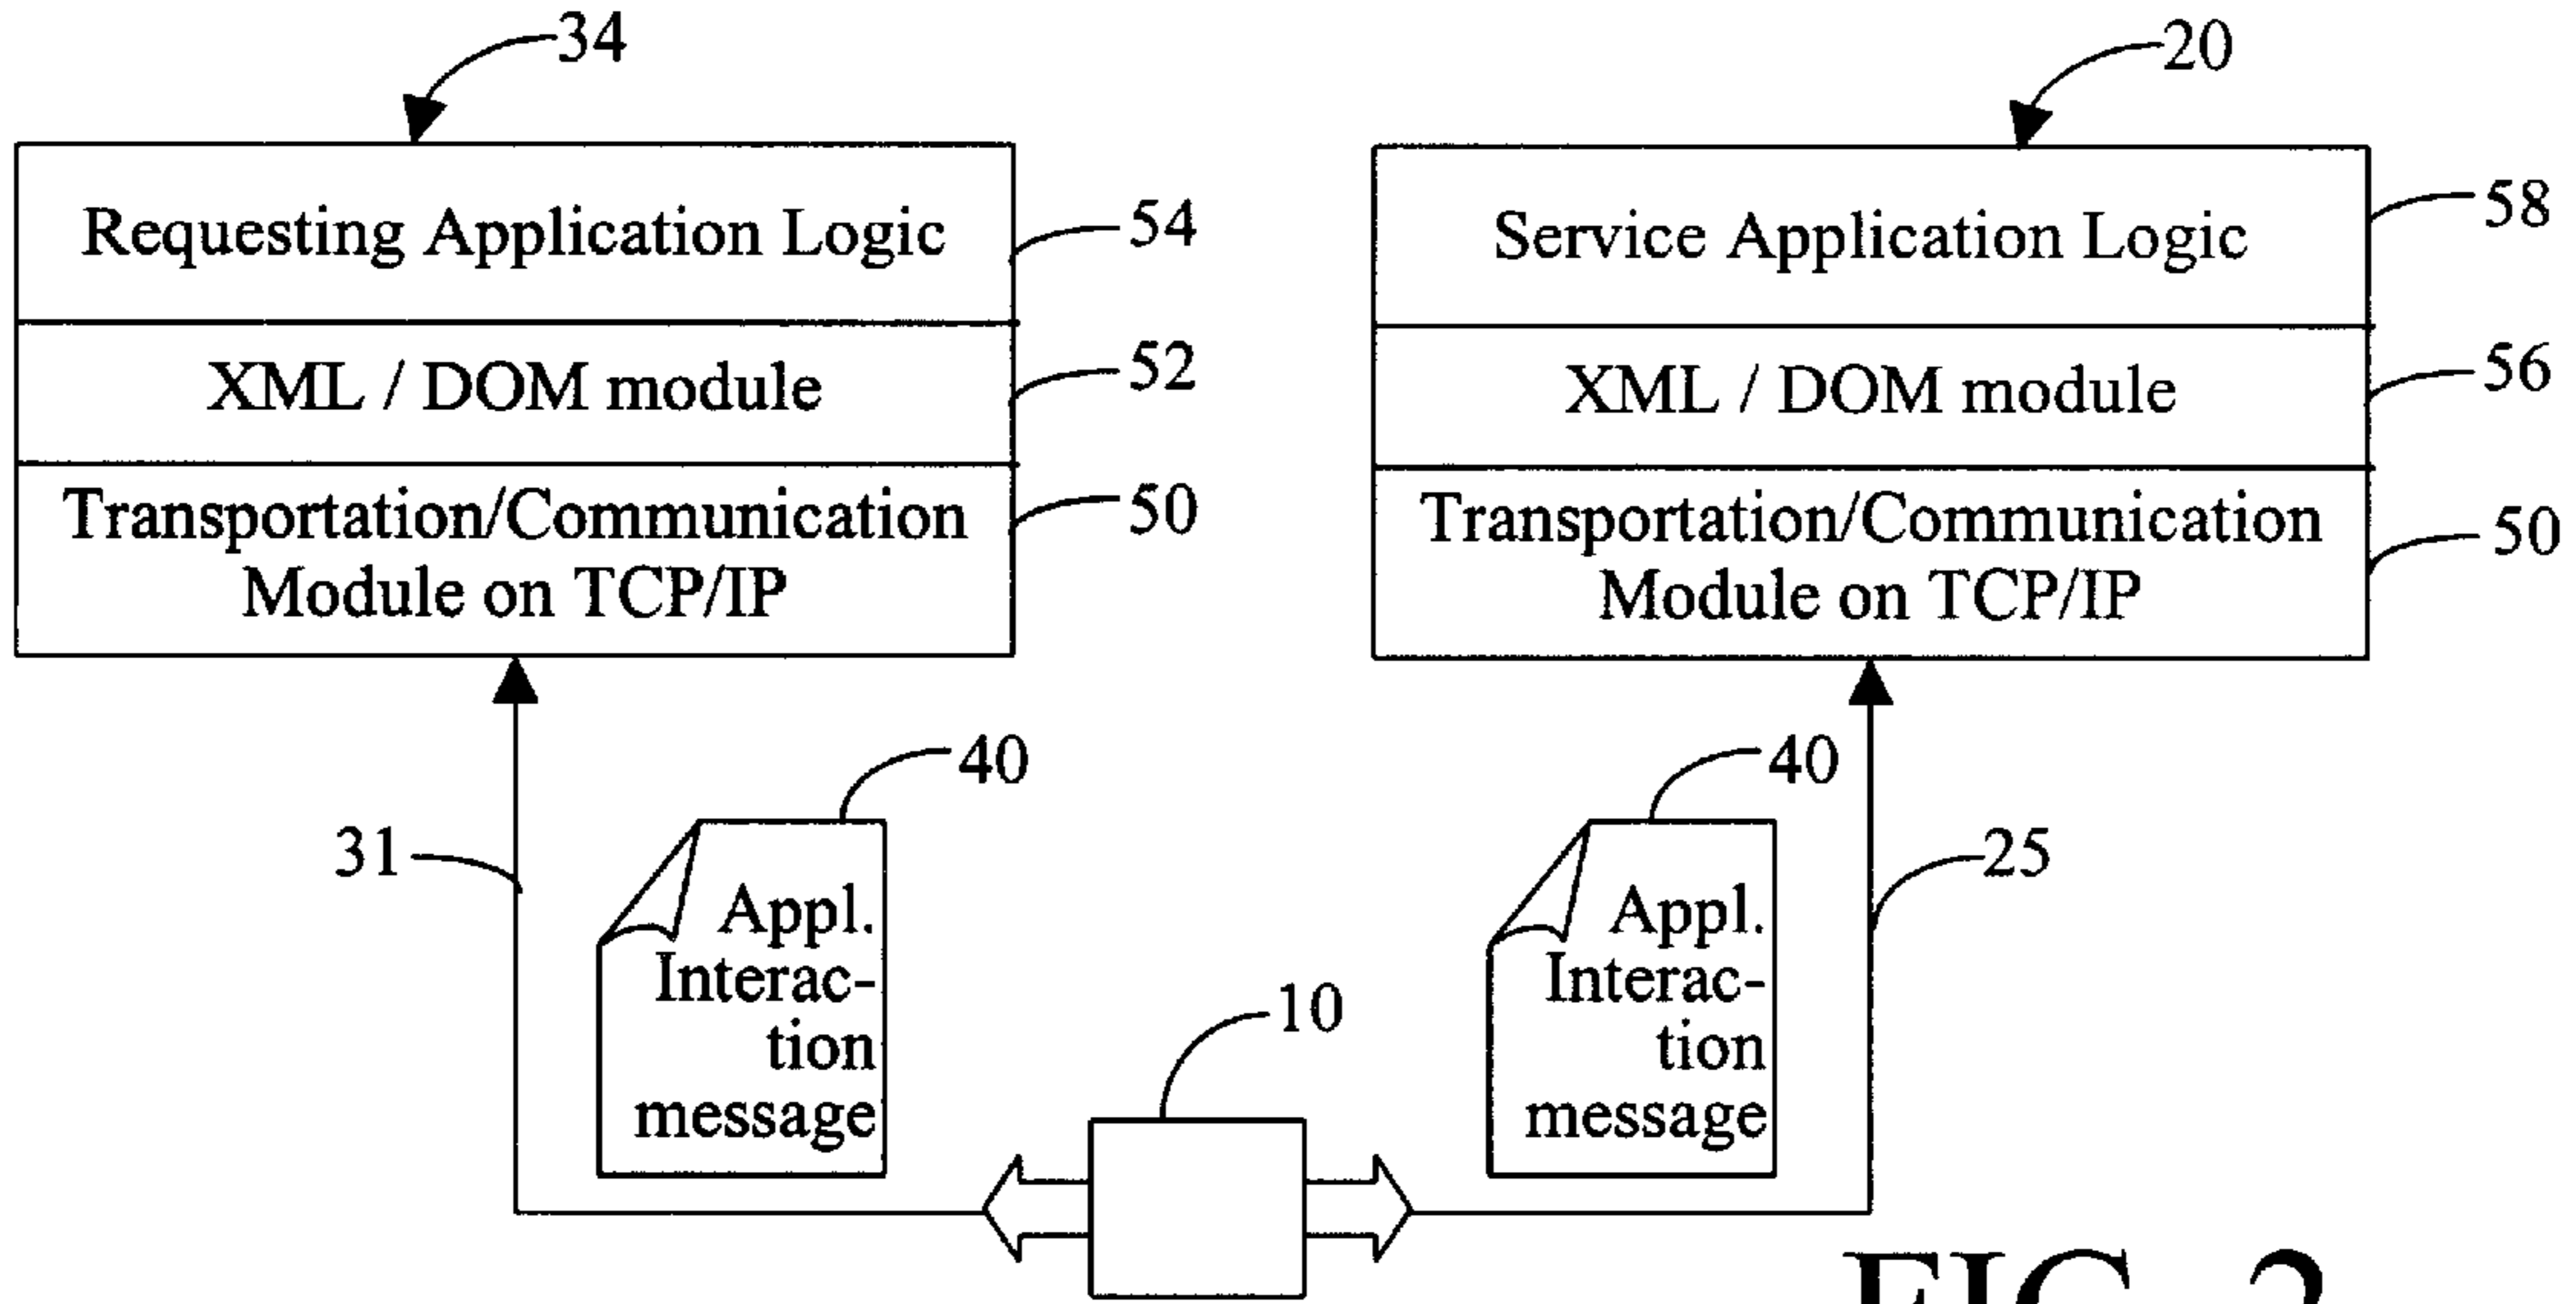 34
20
Requesting Application Logic
54
Service Application Logic
58
XML / DOM module
52
XML / DOM module
56
Transportation/Communication
Module on TCP/IP
50
Transportation/Communication
Module on TCP/IP
50
40
40
31
25
Appl.
Interac-
tion
message
Appl.
Interac-
tion
message
10